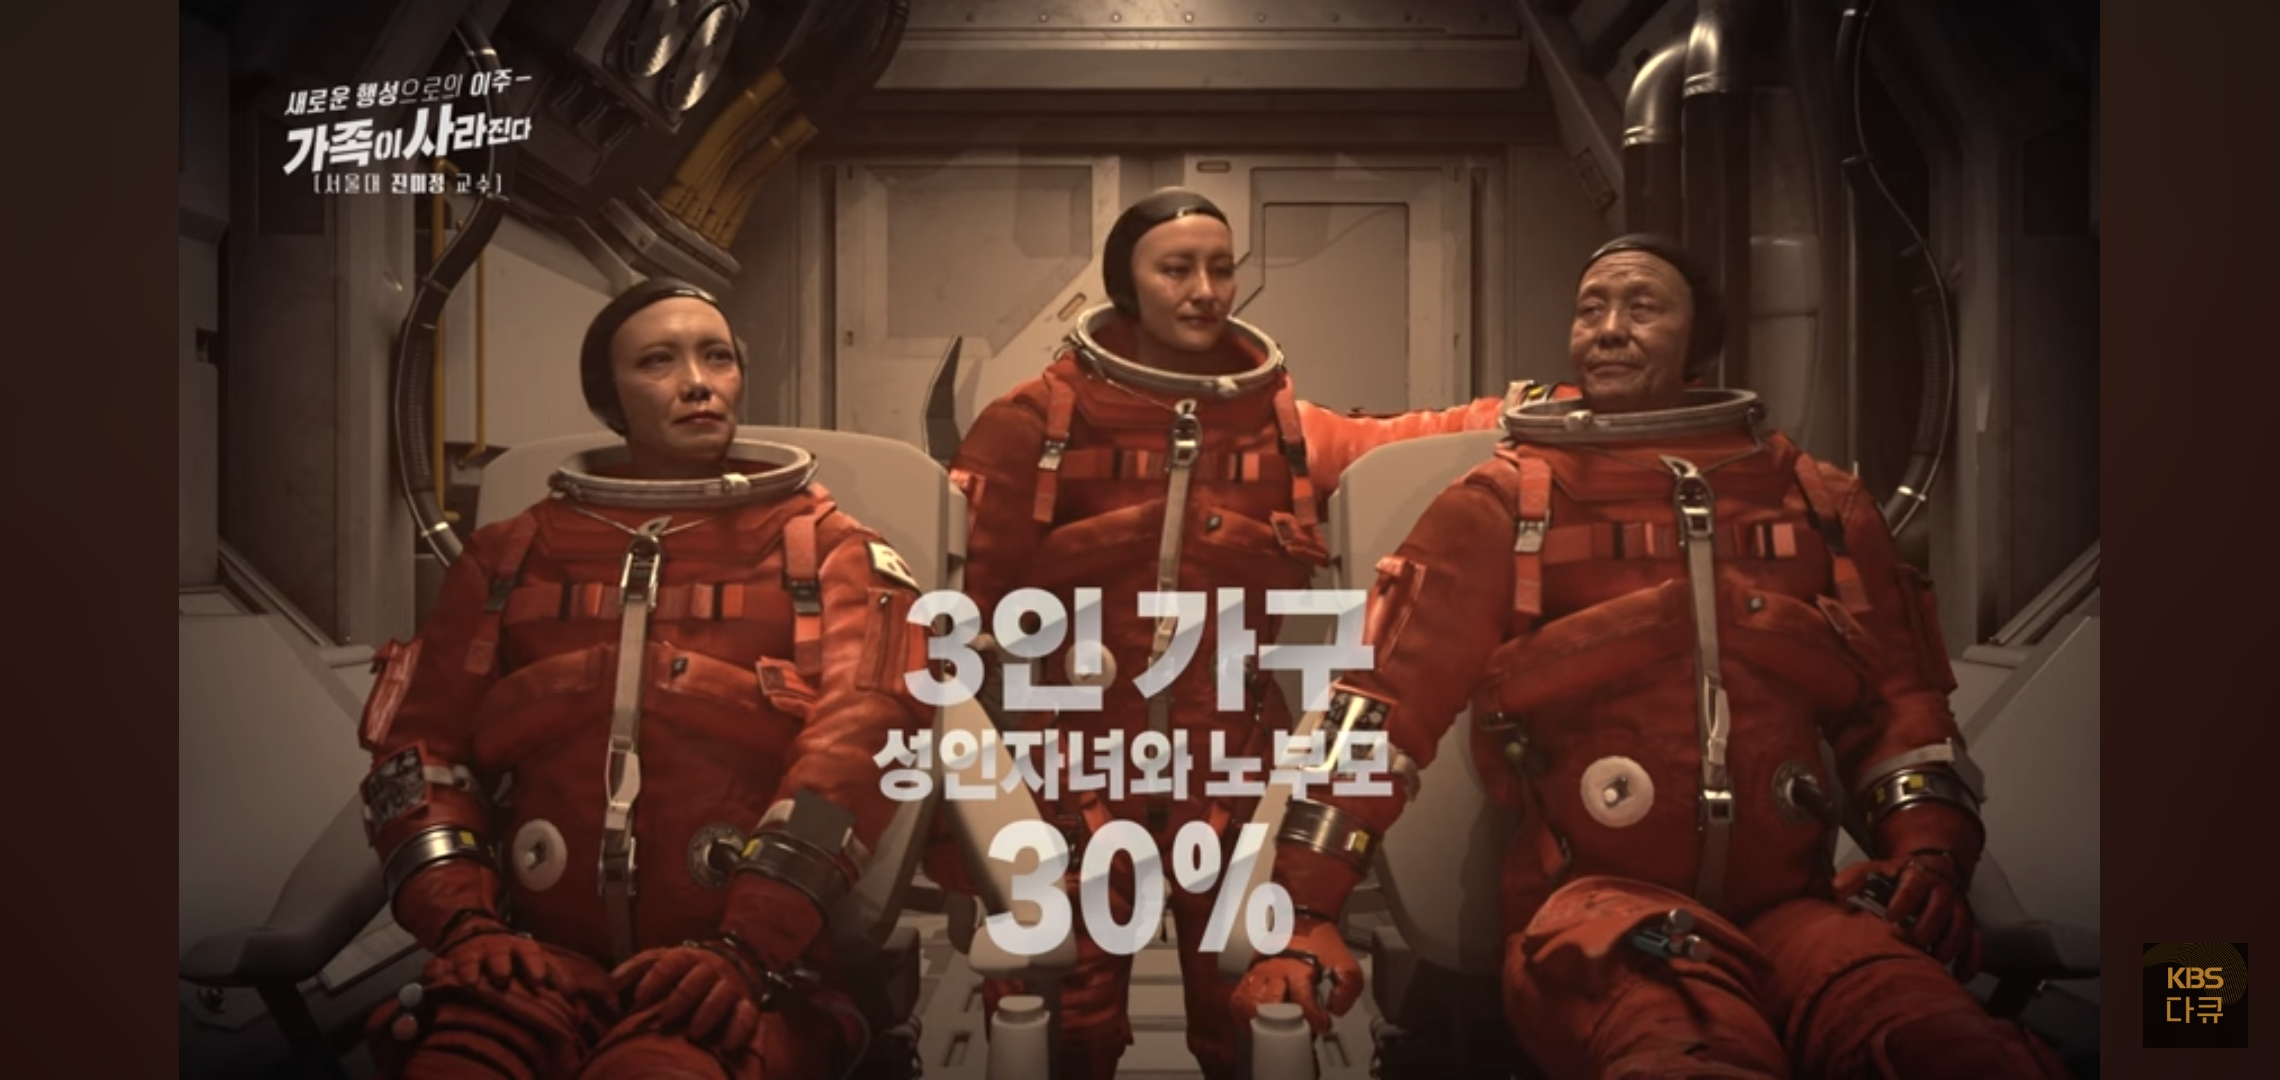 새로운 행성으로의 이주-
가족이 사라진다
[서울대 진미정 교수]
3인 가구
성인자녀와 노부모
30%
KBS
다큐